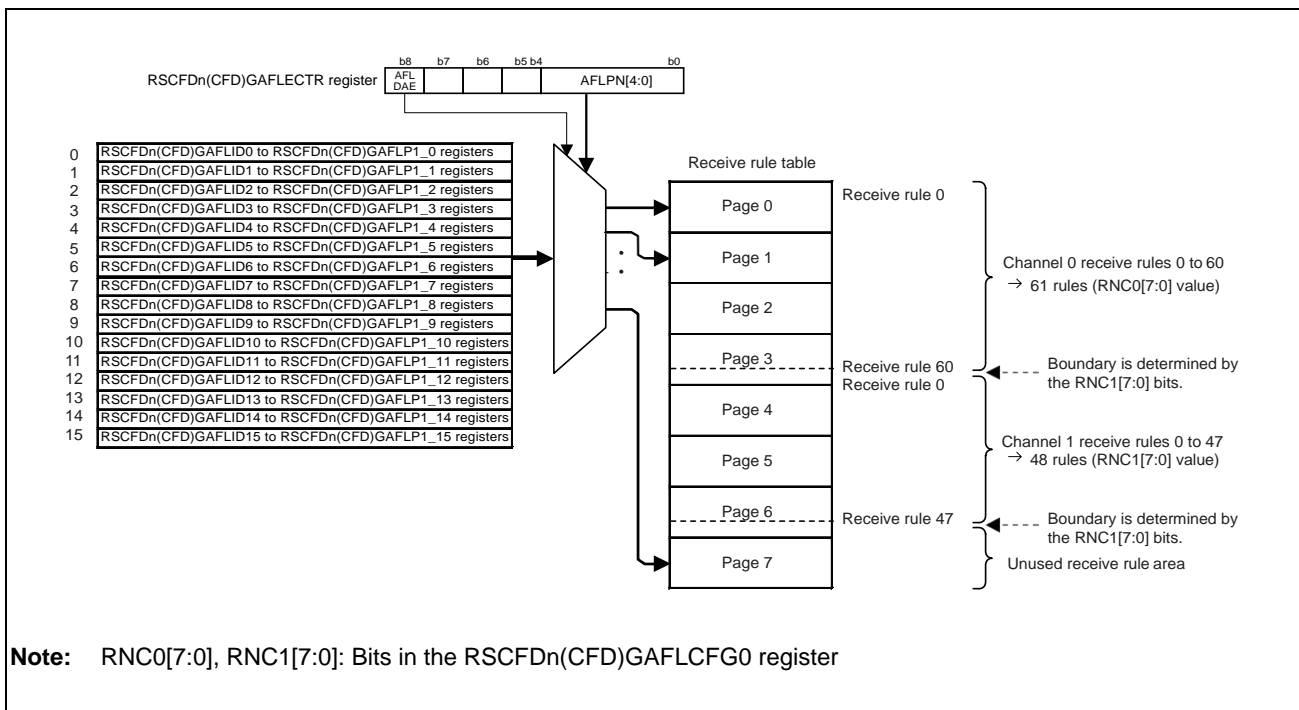 b8 b7 b6 b5 b4 b0
RSCFDn(CFD)GAFLECTR register
AFL
DAE
AFLPN[4:0]
0 RSCFDn(CFD)GAFLID0 to RSCFDn(CFD)GAFLP1_0 registers
1 RSCFDn(CFD)GAFLID1 to RSCFDn(CFD)GAFLP1_1 registers
2 RSCFDn(CFD)GAFLID2 to RSCFDn(CFD)GAFLP1_2 registers
3 RSCFDn(CFD)GAFLID3 to RSCFDn(CFD)GAFLP1_3 registers
4 RSCFDn(CFD)GAFLID4 to RSCFDn(CFD)GAFLP1_4 registers
5 RSCFDn(CFD)GAFLID5 to RSCFDn(CFD)GAFLP1_5 registers
6 RSCFDn(CFD)GAFLID6 to RSCFDn(CFD)GAFLP1_6 registers
7 RSCFDn(CFD)GAFLID7 to RSCFDn(CFD)GAFLP1_7 registers
8 RSCFDn(CFD)GAFLID8 to RSCFDn(CFD)GAFLP1_8 registers
9 RSCFDn(CFD)GAFLID9 to RSCFDn(CFD)GAFLP1_9 registers
10 RSCFDn(CFD)GAFLID10 to RSCFDn(CFD)GAFLP1_10 registers
11 RSCFDn(CFD)GAFLID11 to RSCFDn(CFD)GAFLP1_11 registers
12 RSCFDn(CFD)GAFLID12 to RSCFDn(CFD)GAFLP1_12 registers
13 RSCFDn(CFD)GAFLID13 to RSCFDn(CFD)GAFLP1_13 registers
14 RSCFDn(CFD)GAFLID14 to RSCFDn(CFD)GAFLP1_14 registers
15 RSCFDn(CFD)GAFLID15 to RSCFDn(CFD)GAFLP1_15 registers
Receive rule table
Page 0
Page 1
Page 2
Page 3
Page 4
Page 5
Page 6
Page 7
Receive rule 0
Receive rule 60
Receive rule 0
Receive rule 47
Channel 0 receive rules 0 to 60
→ 61 rules (RNC0[7:0] value)
Boundary is determined by
the RNC1[7:0] bits.
Channel 1 receive rules 0 to 47
→ 48 rules (RNC1[7:0] value)
Boundary is determined by
the RNC1[7:0] bits.
Unused receive rule area
Note: RNC0[7:0], RNC1[7:0]: Bits in the RSCFDn(CFD)GAFLCFG0 register